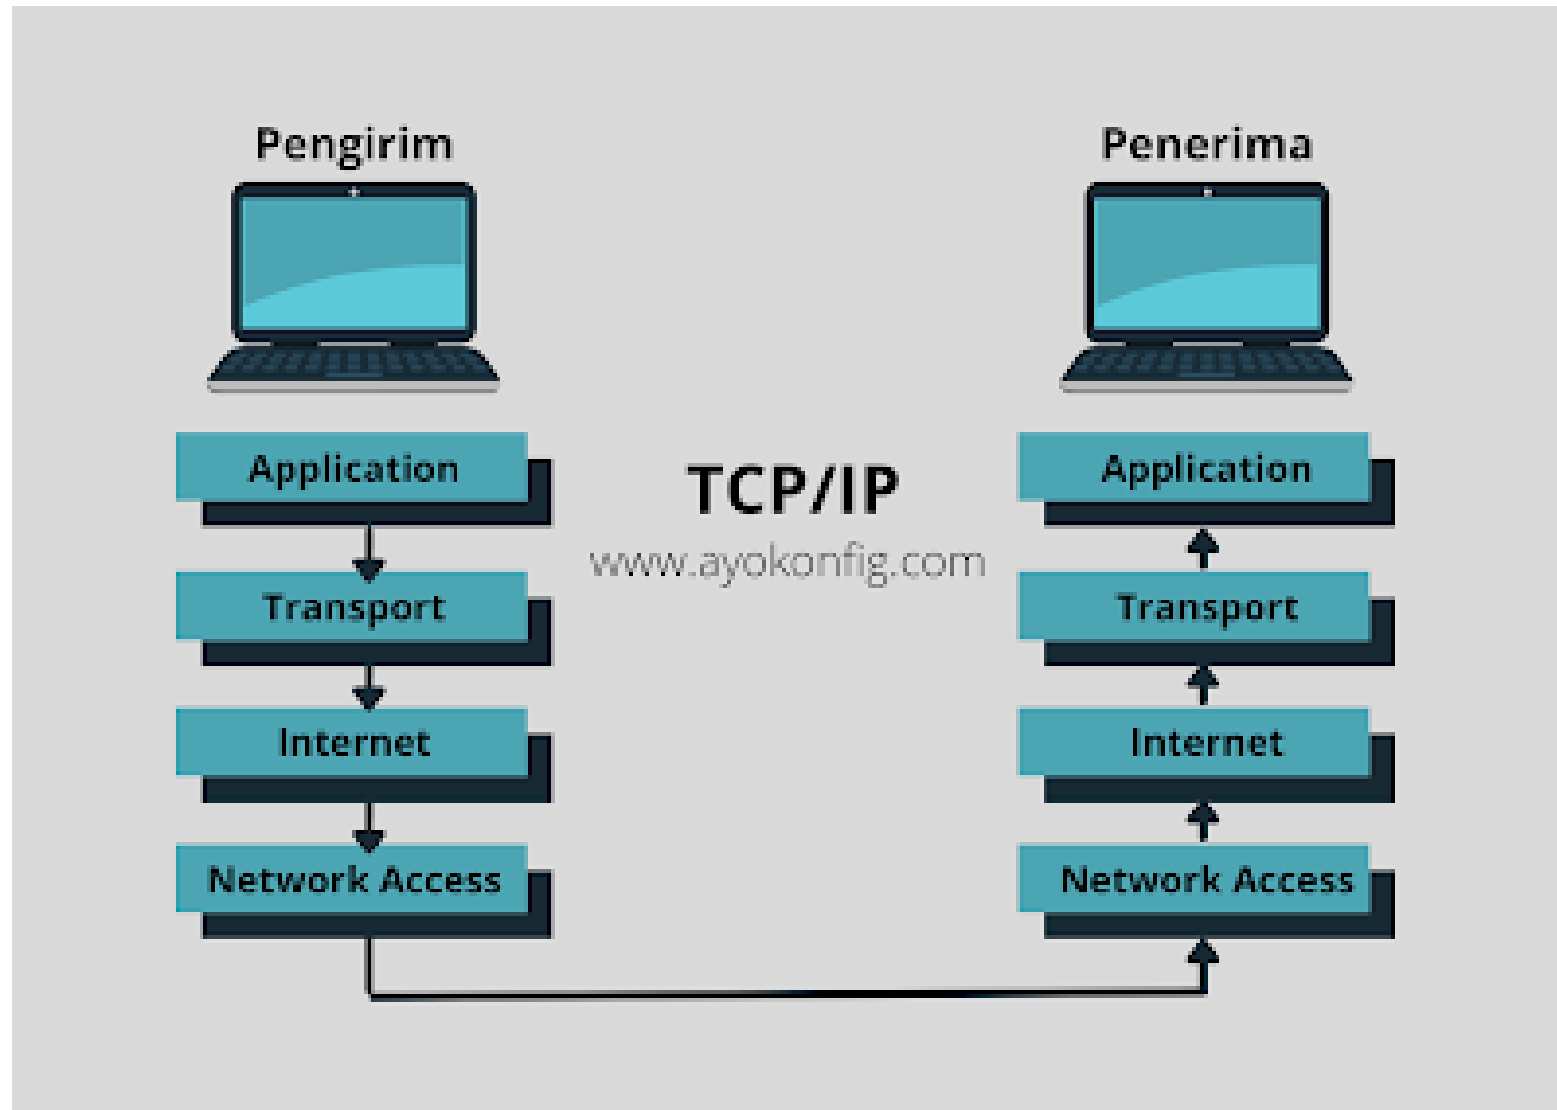 Pengirim
Penerima
Application
Transport
Internet
Network Access
TCP/IP
www.ayokonfig.com
Application
Transport
Internet
Network Access